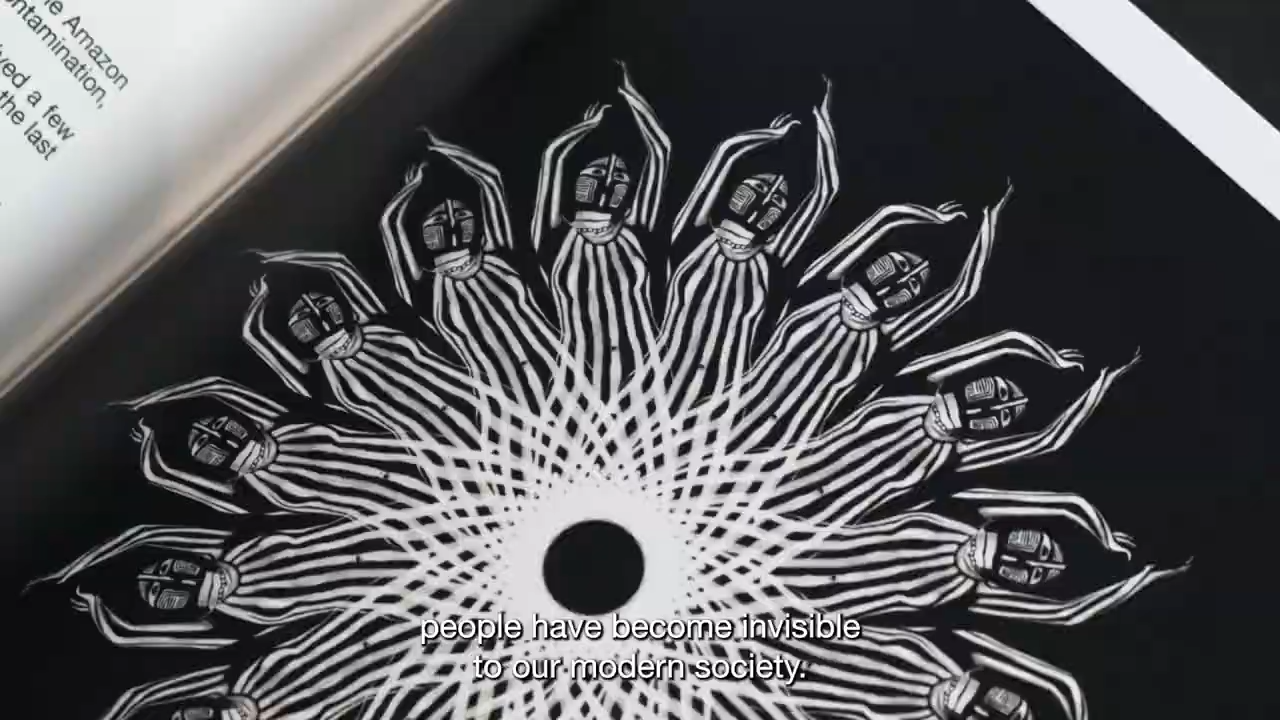 e Amazon
ntamination,
ved a few
the last
people have become invisible
to our modern society.